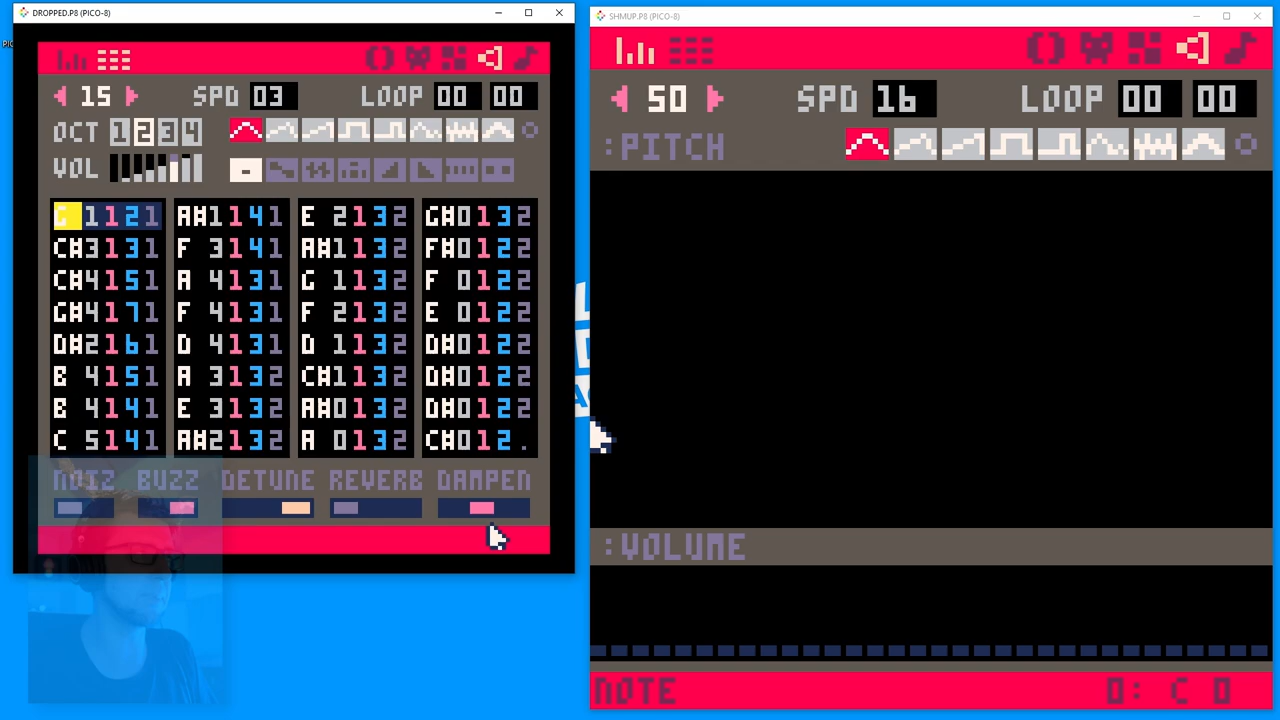 DROPPED.P8 (PICO-8)
15 SPD 03 LOOP 00 00
OCT 1 2 3 4
VOL
G 1121 A#1141 E 2132 G#0132
C#3131 F 3141 A#1132 F#0122
C#4151 A 4131 G 1132 F 0122
G#4171 F 4131 F 2132 E 0122
D#2161 D 4131 D 1132 D#0122
B 4151 A 3132 C#1132 D#0122
B 4141 E 3132 A#0132 D#0122
C 5141 A#2132 A 0132 C#012.
NOIZ BUZZ DETUNE REVERB DAMPEN
SHMUP.P8 (PICO-8)
50 SPD 16 LOOP 00 00
:PITCH
:VOLUME
NOTE 0: C 0